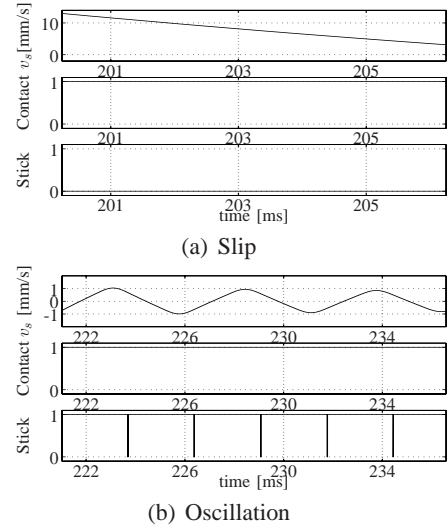 v_s [mm/s]
10
0
201 203 205
Contact
1
0
201 203 205
Stick
1
0
201 203 205
time [ms]
(a) Slip
v_s [mm/s]
1
0
-1
222 226 230 234
Contact
1
0
222 226 230 234
Stick
1
0
222 226 230 234
time [ms]
(b) Oscillation